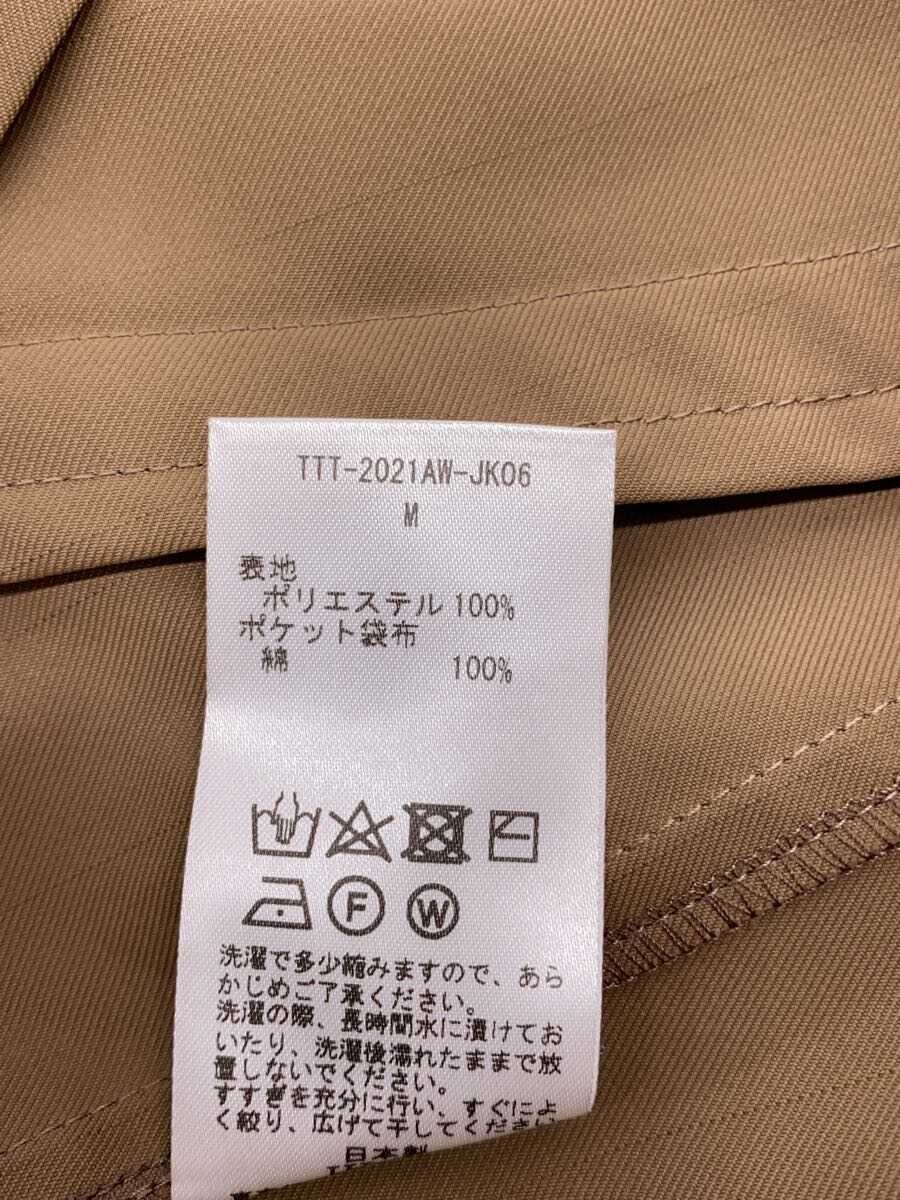 TTT-2021AW-JK06
M
表地
ポリエステル 100%
ポケット袋布
綿 100%
F W
洗濯で多少縮みますので、あら
かじめご了承ください。
洗濯の際、長時間水に漬けてお
いたり、洗濯後濡れたままで放
置しないでください。
すすぎを充分に行い、すぐによ
く絞り、広げて干してください
日本製